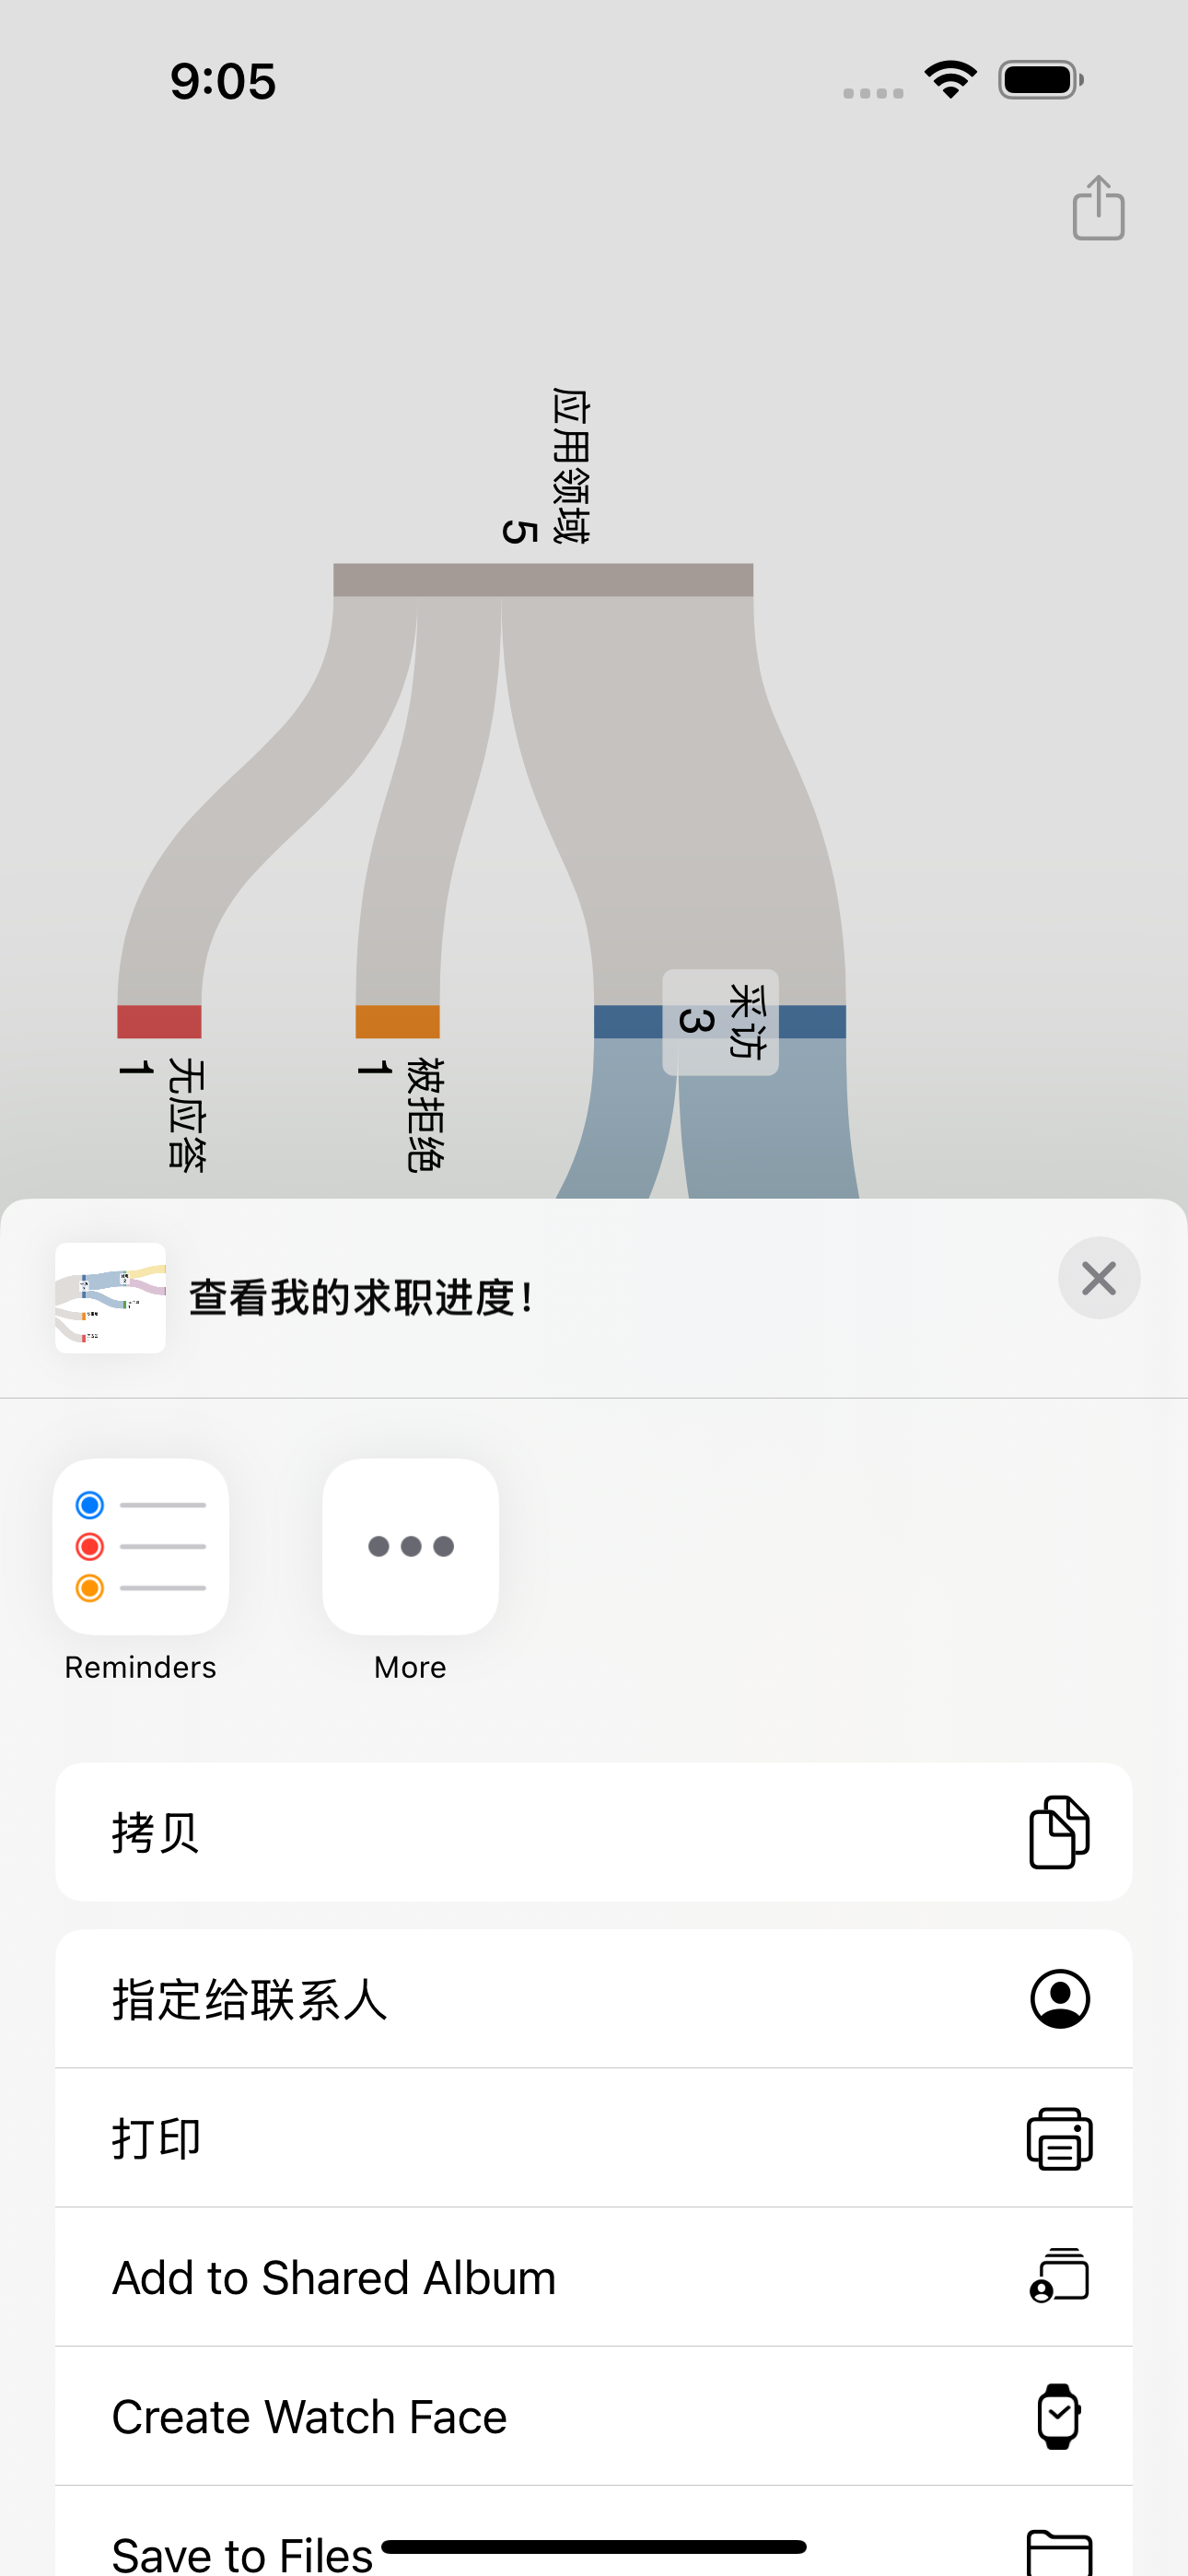 9:05
应用领域
5
采访
3
无应答
1
被拒绝
1
查看我的求职进度！
Reminders
More
拷贝
指定给联系人
打印
Add to Shared Album
Create Watch Face
Save to Files